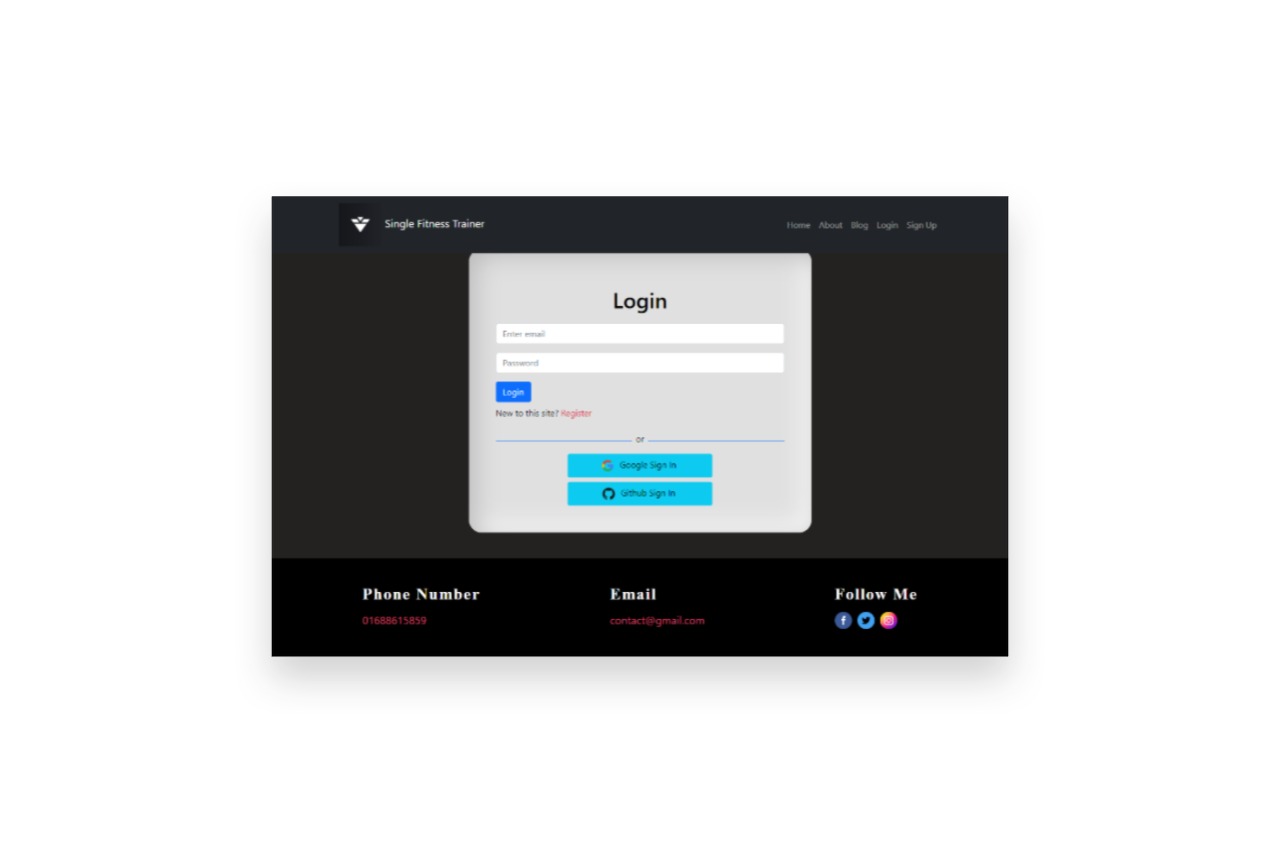 Single Fitness Trainer
Home About Blog Login Sign Up
Login
Enter email
Password
Login
New to this site? Register
or
Google Sign In
Github Sign In
Phone Number
01688615859
Email
contact@gmail.com
Follow Me